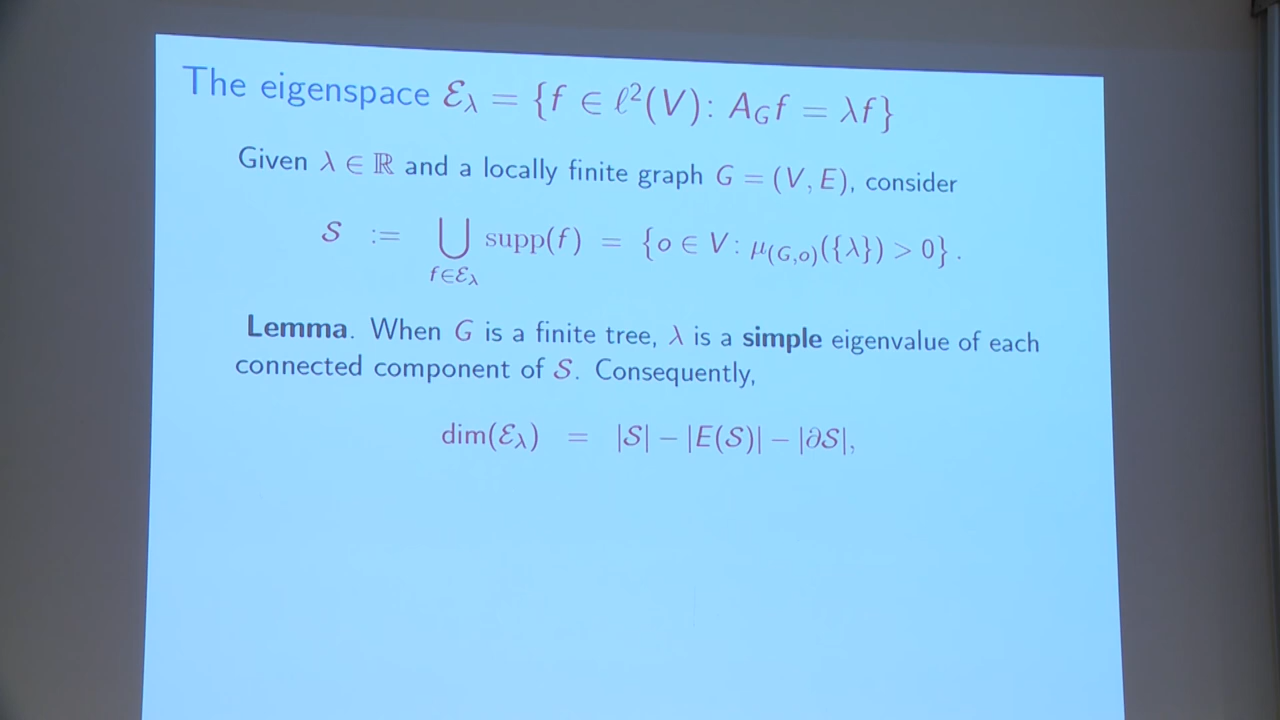 The eigenspace ℰ_λ = {f ∈ ℓ²(V): A_G f = λf}
Given λ ∈ ℝ and a locally finite graph G = (V, E), consider
𝒮 := ⋃_{f∈ℰ_λ} supp(f) = {o ∈ V: μ_{(G,o)}({λ}) > 0}.
Lemma. When G is a finite tree, λ is a simple eigenvalue of each
connected component of 𝒮. Consequently,
dim(ℰ_λ) = |𝒮| − |E(𝒮)| − |∂𝒮|,